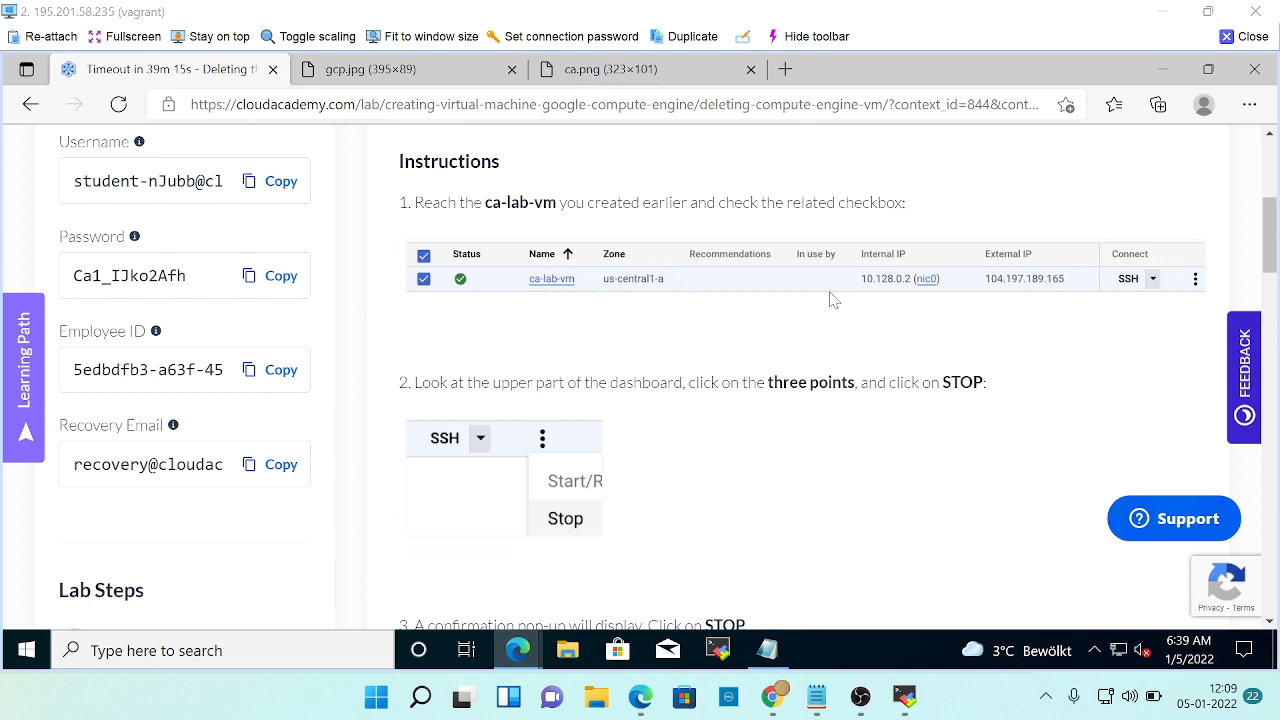 2. 195.201.58.235 (vagrant)
Re-attach Fullscreen Stay on top Toggle scaling Fit to window size Set connection password Duplicate Hide toolbar Close
Timeout in 39m 15s - Deleting th gcp.jpg (395×89) ca.png (323×101)
https://cloudacademy.com/lab/creating-virtual-machine-google-compute-engine/deleting-compute-engine-vm/?context_id=844&cont...
Username
student-nJubb@cl Copy
Password
Ca1_IJko2Afh Copy
Employee ID
5edbdfb3-a63f-45 Copy
Recovery Email
recovery@cloudac Copy
Lab Steps
Learning Path
Instructions
1. Reach the ca-lab-vm you created earlier and check the related checkbox:
Status Name Zone Recommendations In use by Internal IP External IP Connect
ca-lab-vm us-central1-a 10.128.0.2 (nic0) 104.197.189.165 SSH
2. Look at the upper part of the dashboard, click on the three points, and click on STOP:
SSH
Start/R
Stop
3. A confirmation pop-up will display. Click on STOP
FEEDBACK
Support
Privacy - Terms
Type here to search
3°C Bewölkt
6:39 AM
1/5/2022
12:09
05-01-2022
22